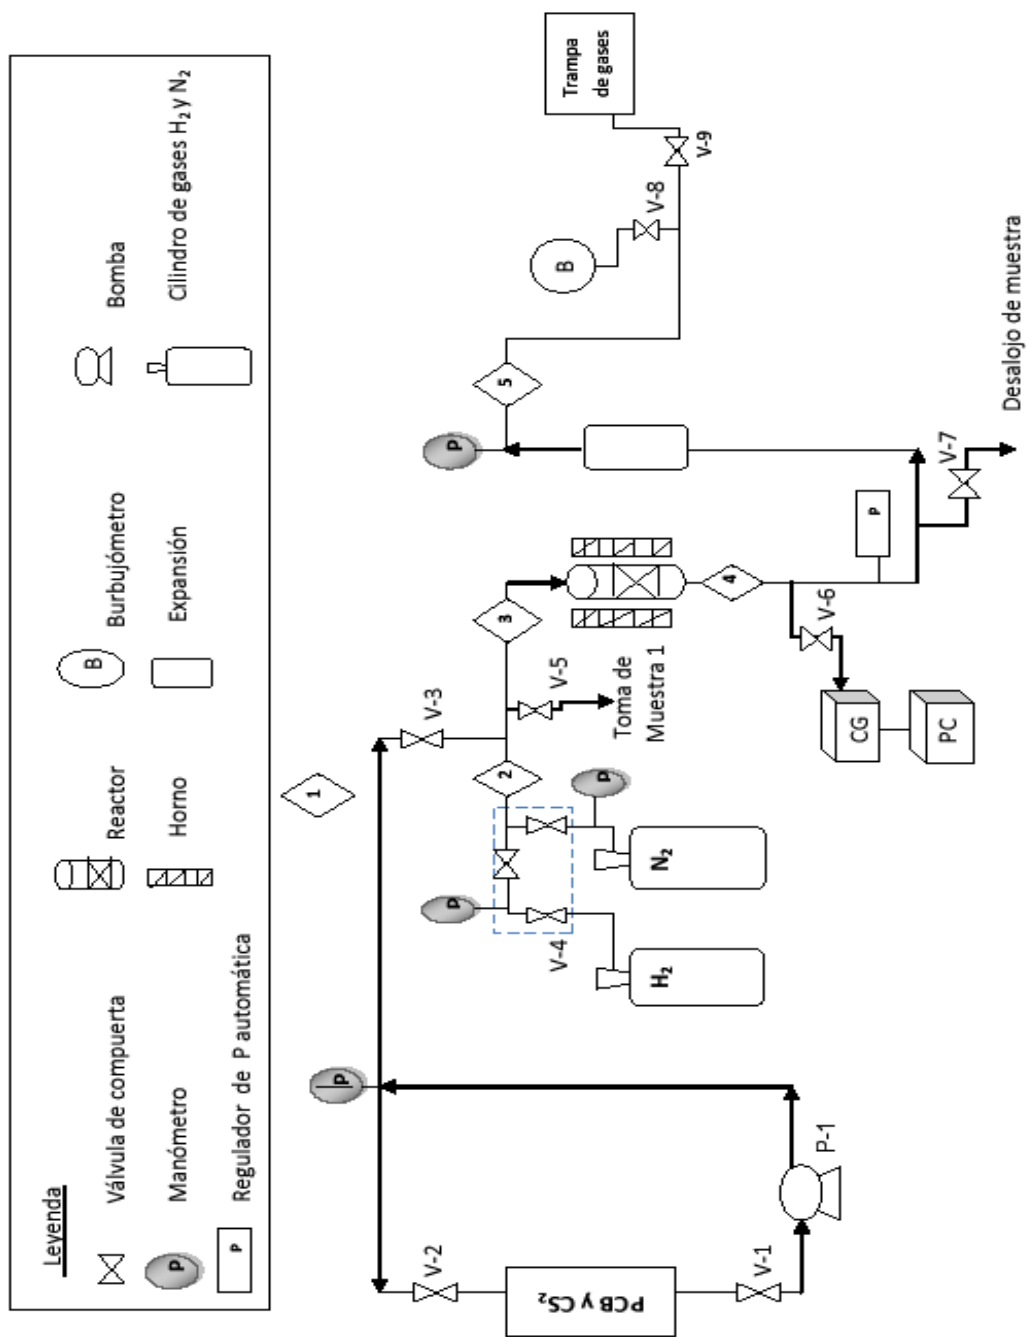 Leyenda
Válvula de compuerta
Reactor
B
Burbujómetro
Bomba
P
Manómetro
Horno
Expansión
Cilindro de gases H₂ y N₂
P
Regulador de P automática
P
1
V-2
PCB y CS₂
V-1
P-1
V-3
P
V-4
H₂
N₂
P
2
V-5
Toma de
Muestra 1
3
4
V-6
CG
PC
P
V-7
Desalojo de muestra
P
5
B
V-8
V-9
Trampa
de gases